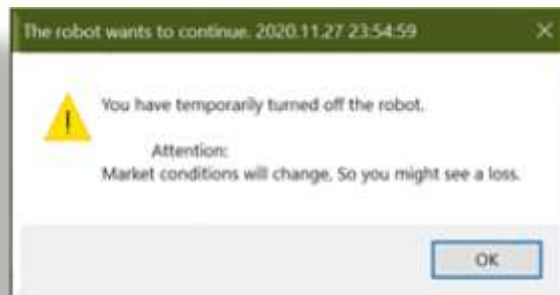 The robot wants to continue. 2020.11.27 23:54:59
You have temporarily turned off the robot.
Attention:
Market conditions will change, So you might see a loss.
OK